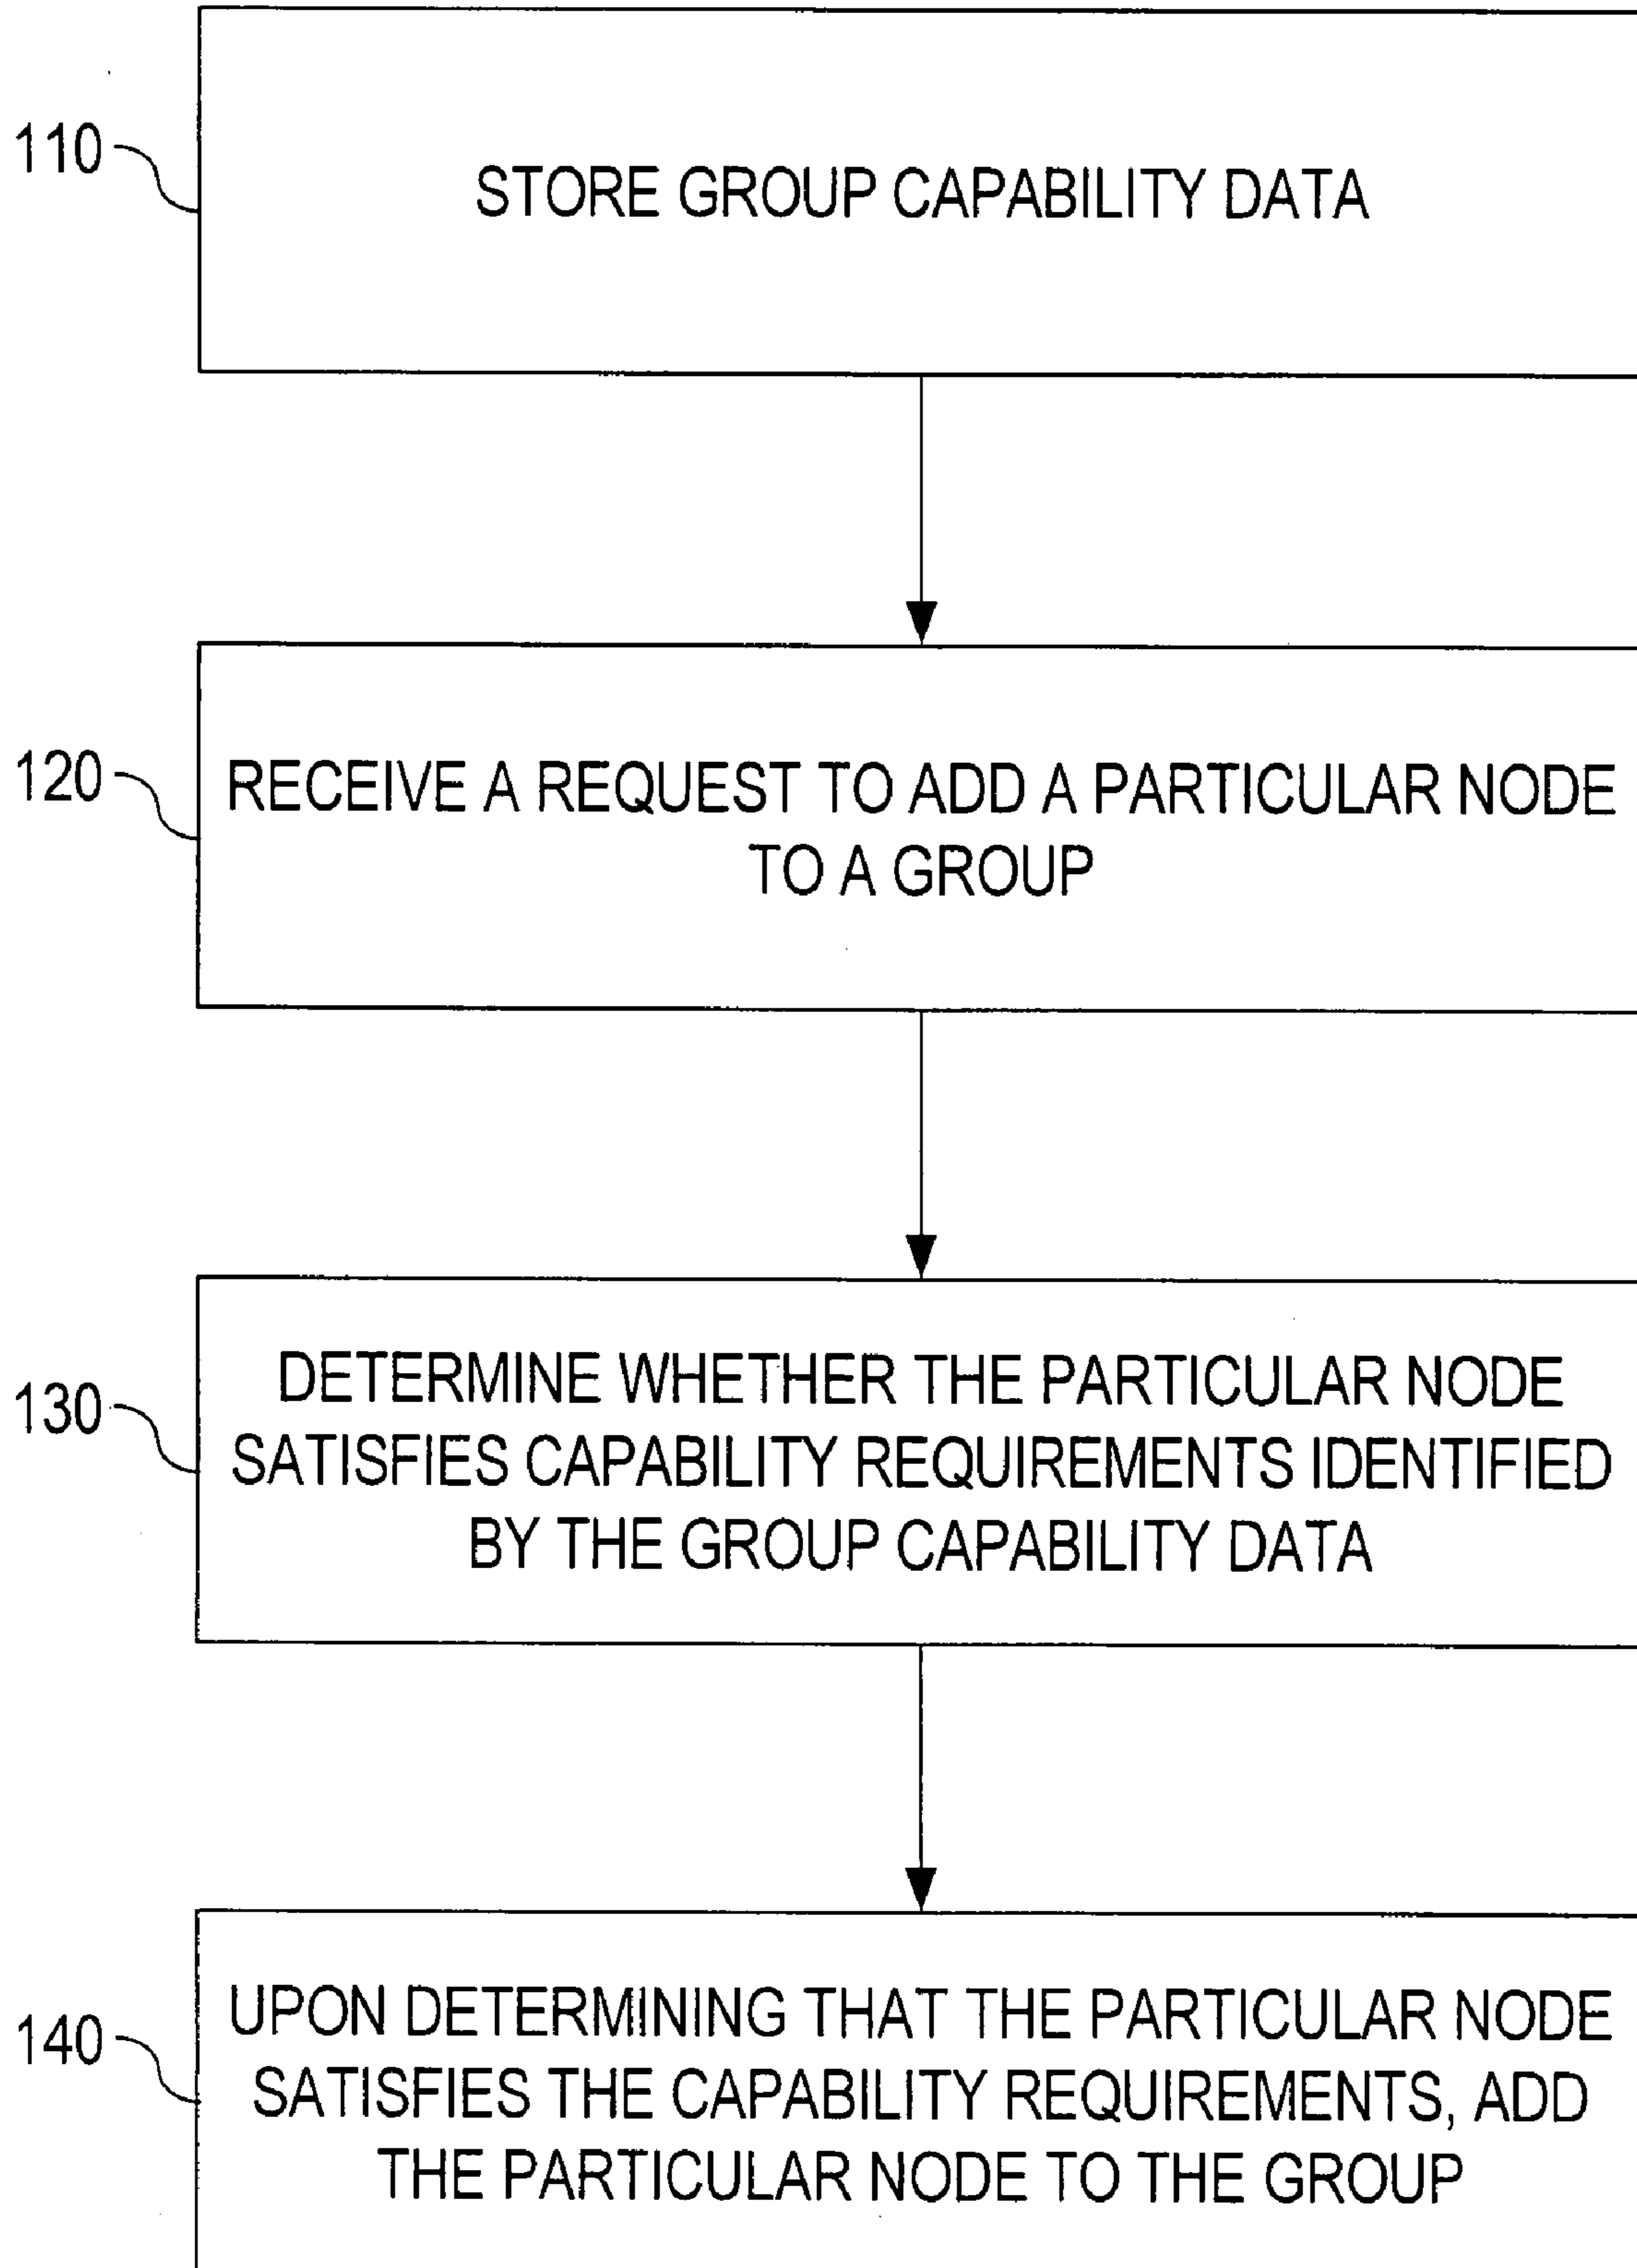 110
STORE GROUP CAPABILITY DATA
120
RECEIVE A REQUEST TO ADD A PARTICULAR NODE
TO A GROUP
130
DETERMINE WHETHER THE PARTICULAR NODE
SATISFIES CAPABILITY REQUIREMENTS IDENTIFIED
BY THE GROUP CAPABILITY DATA
140
UPON DETERMINING THAT THE PARTICULAR NODE
SATISFIES THE CAPABILITY REQUIREMENTS, ADD
THE PARTICULAR NODE TO THE GROUP